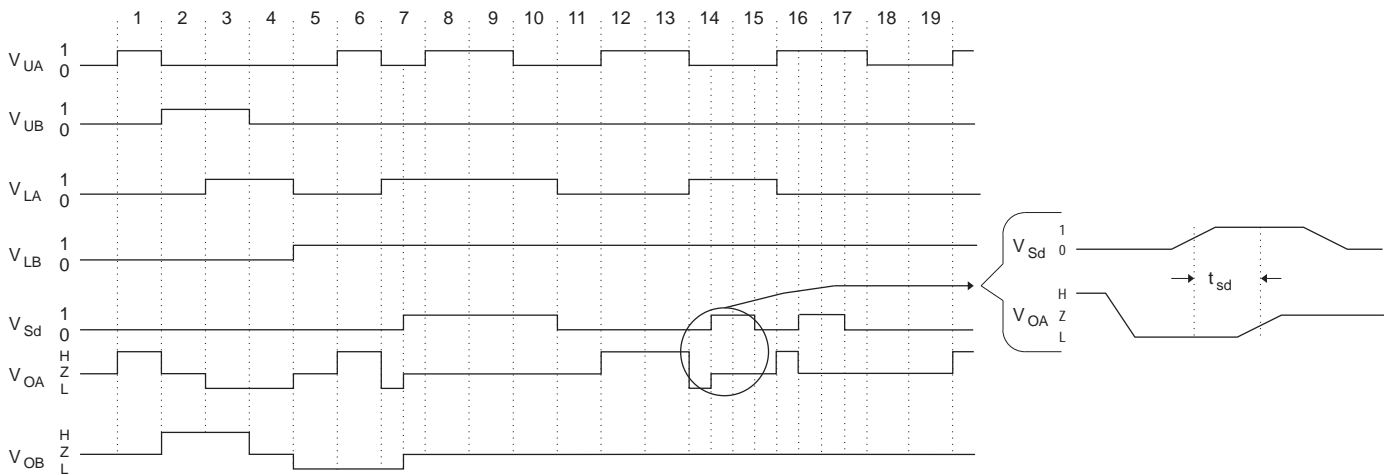 1 2 3 4 5 6 7 8 9 10 11 12 13 14 15 16 17 18 19
V UA 1 0
V UB 1 0
V LA 1 0
V LB 1 0
V Sd 1 0
V OA H Z L
V OB H Z L
V Sd 1 0
t sd
V OA H Z L